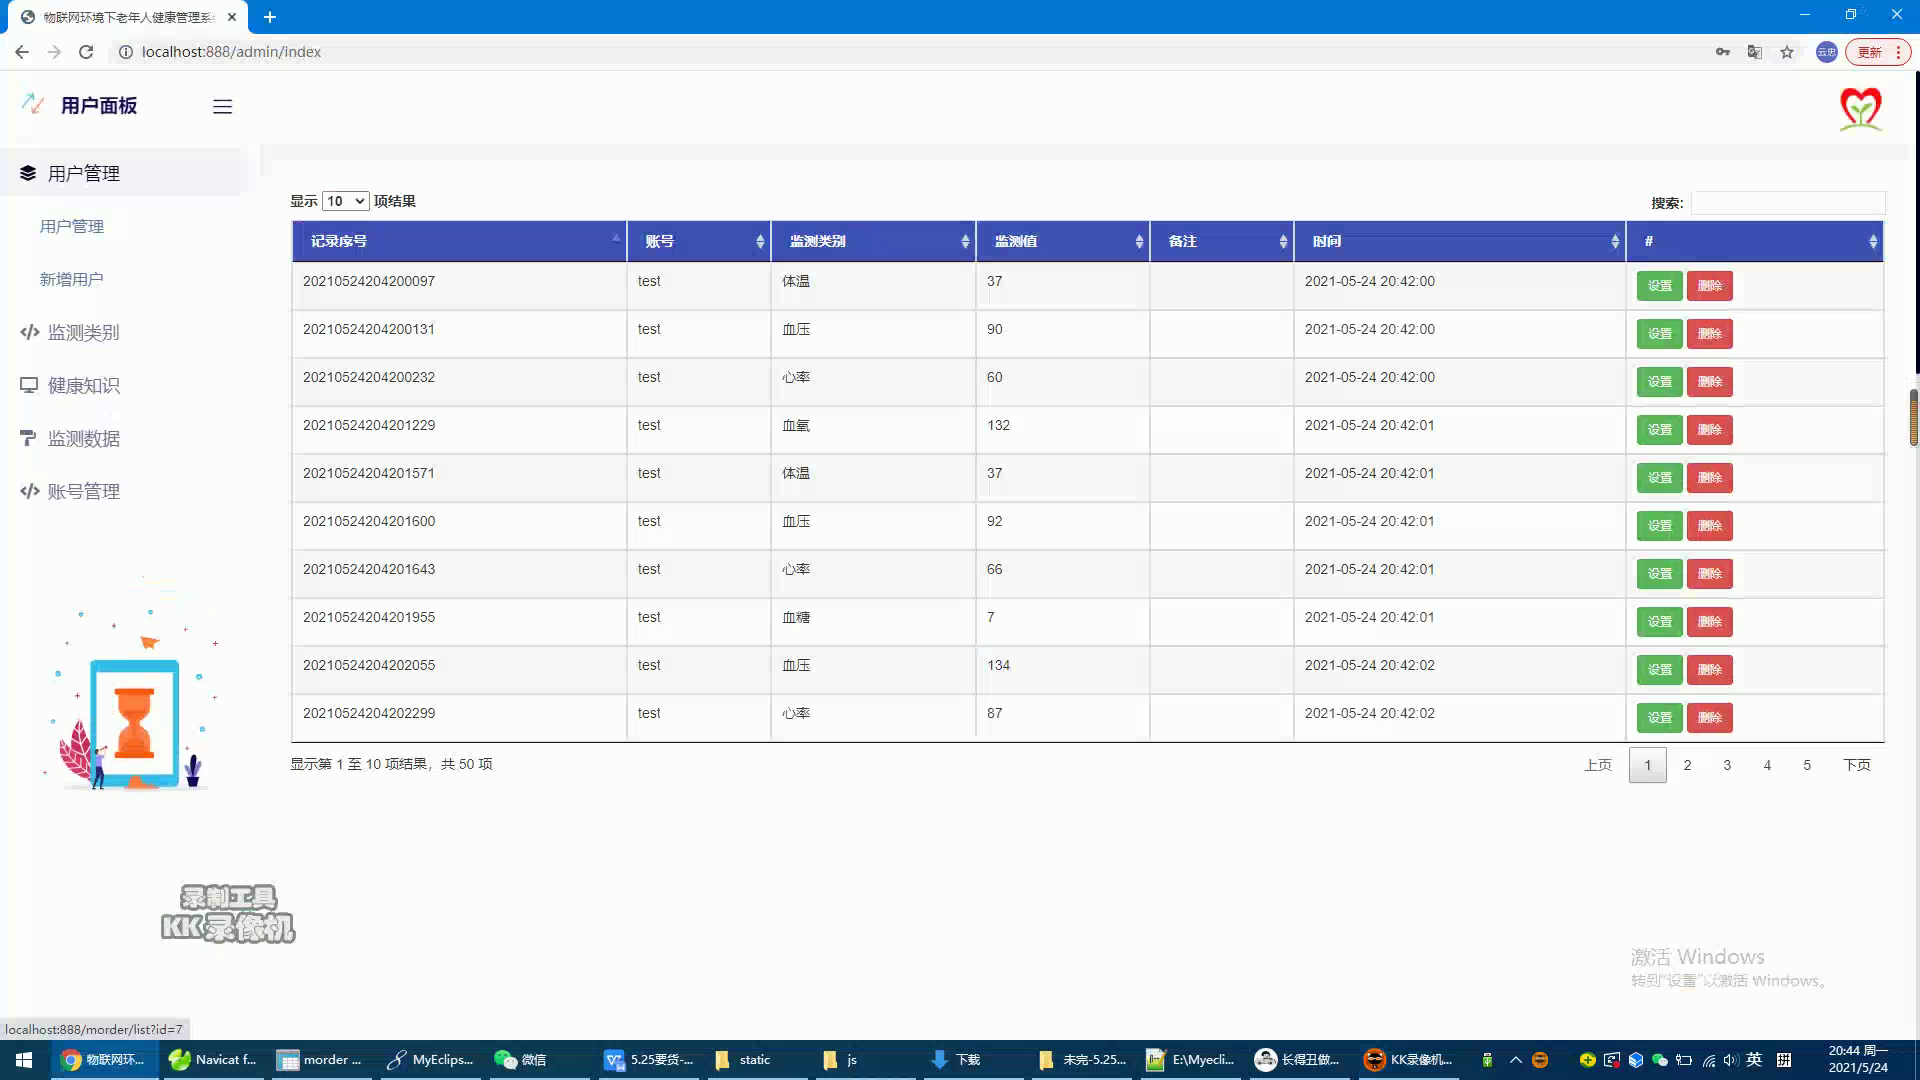 物联网环境下老年人健康管理系
localhost:888/admin/index
云忠
更新
用户面板
用户管理
用户管理
新增用户
监测类别
健康知识
监测数据
账号管理
显示 10 项结果
搜索:
记录序号 账号 监测类别 监测值 备注 时间 #
20210524204200097 test 体温 37 2021-05-24 20:42:00 设置 删除
20210524204200131 test 血压 90 2021-05-24 20:42:00 设置 删除
20210524204200232 test 心率 60 2021-05-24 20:42:00 设置 删除
20210524204201229 test 血氧 132 2021-05-24 20:42:01 设置 删除
20210524204201571 test 体温 37 2021-05-24 20:42:01 设置 删除
20210524204201600 test 血压 92 2021-05-24 20:42:01 设置 删除
20210524204201643 test 心率 66 2021-05-24 20:42:01 设置 删除
20210524204201955 test 血糖 7 2021-05-24 20:42:01 设置 删除
20210524204202055 test 血压 134 2021-05-24 20:42:02 设置 删除
20210524204202299 test 心率 87 2021-05-24 20:42:02 设置 删除
显示第 1 至 10 项结果，共 50 项
上页 1 2 3 4 5 下页
录制工具
KK录像机
激活 Windows
转到"设置"以激活 Windows。
localhost:888/morder/list?id=7
物联网环... Navicat f... morder ... MyEclips... 微信 5.25要货-... static js 下载 未完-5.25... E:\Myecli... 长得丑做... KK录像机... 英 拼
20:44 周一
2021/5/24